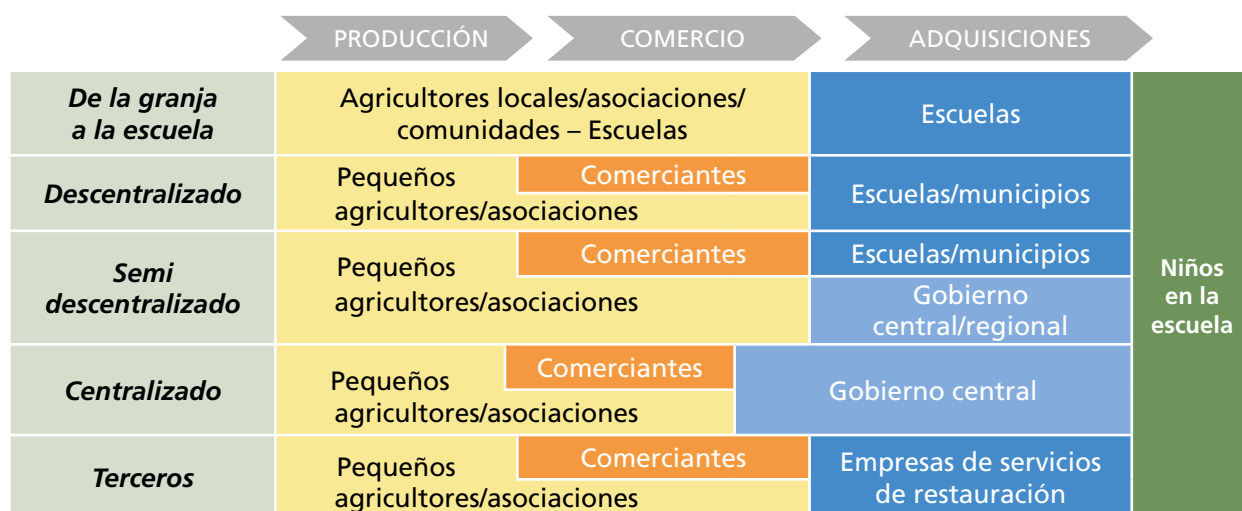 PRODUCCIÓN
COMERCIO
ADQUISICIONES
De la granja
a la escuela
Agricultores locales/asociaciones/
comunidades – Escuelas
Escuelas
Descentralizado
Pequeños
agricultores/asociaciones
Comerciantes
Escuelas/municipios
Semi
descentralizado
Pequeños
agricultores/asociaciones
Comerciantes
Escuelas/municipios
Gobierno
central/regional
Centralizado
Pequeños
agricultores/asociaciones
Comerciantes
Gobierno central
Terceros
Pequeños
agricultores/asociaciones
Comerciantes
Empresas de servicios
de restauración
Niños
en la
escuela